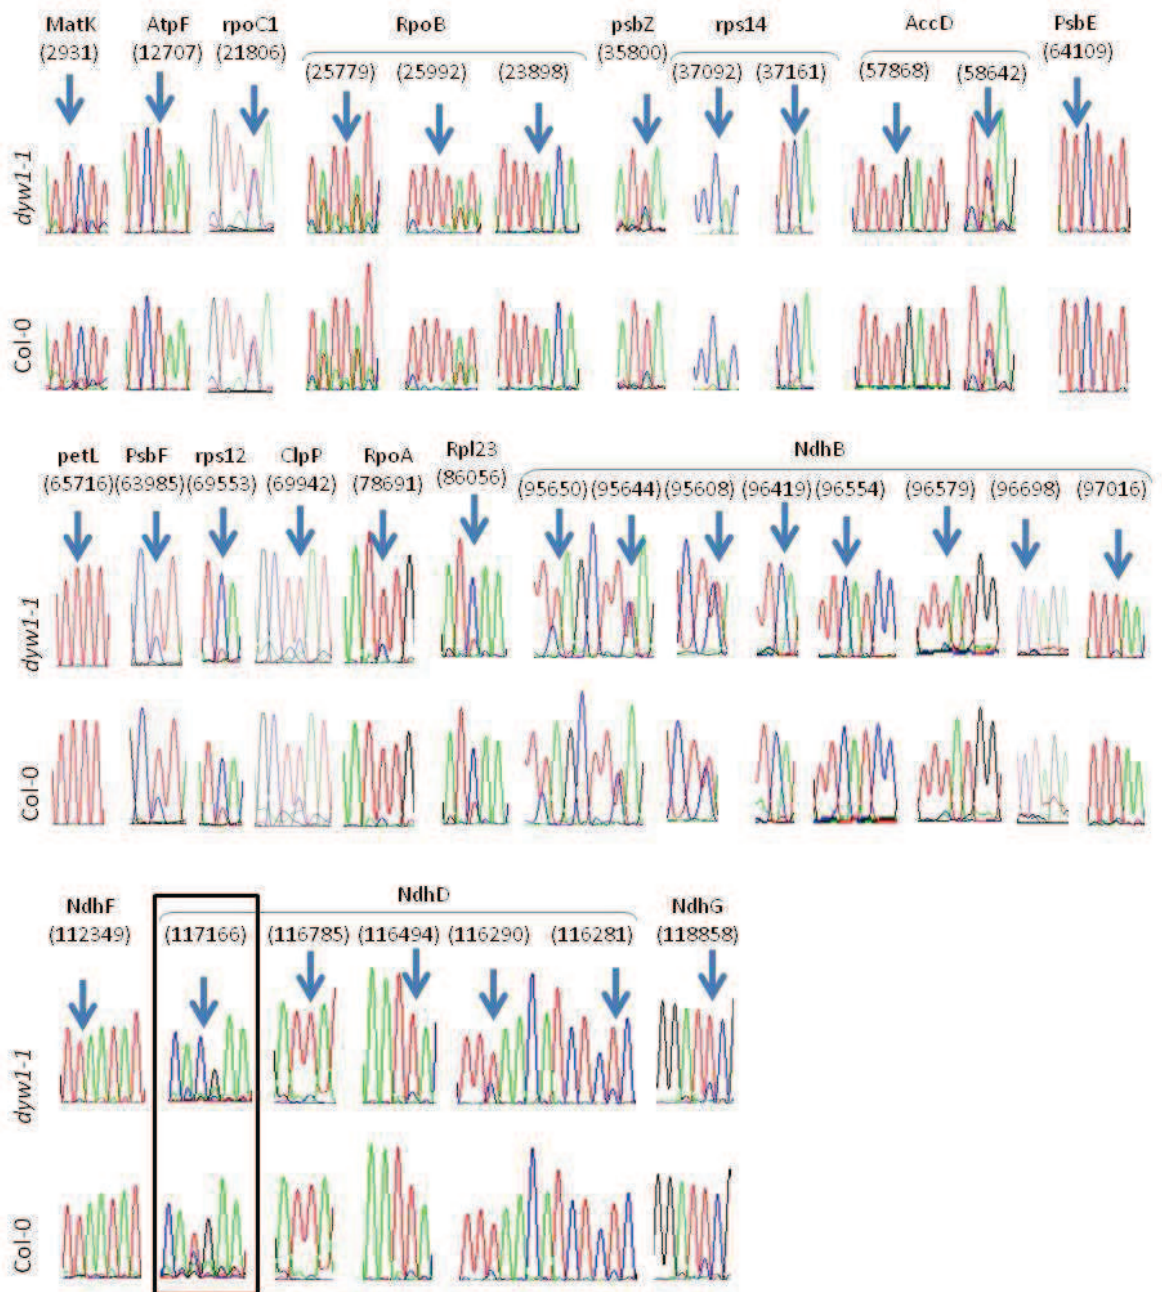 MatK AtpF rpoC1 RpoB psbZ rps14 AccD PsbE
(2931) (12707) (21806) (35800) (64109)
(25779) (25992) (23898) (37092) (37161) (57868) (58642)
dyw1-1
Col-0
petL PsbF rps12 ClpP RpoA Rpl23 NdhB
(65716) (63985) (69553) (69942) (78691) (86056) (95650) (95644) (95608) (96419) (96554) (96579) (96698) (97016)
dyw1-1
Col-0
NdhF NdhD NdhG
(112349) (117166) (116785) (116494) (116290) (116281) (118858)
dyw1-1
Col-0